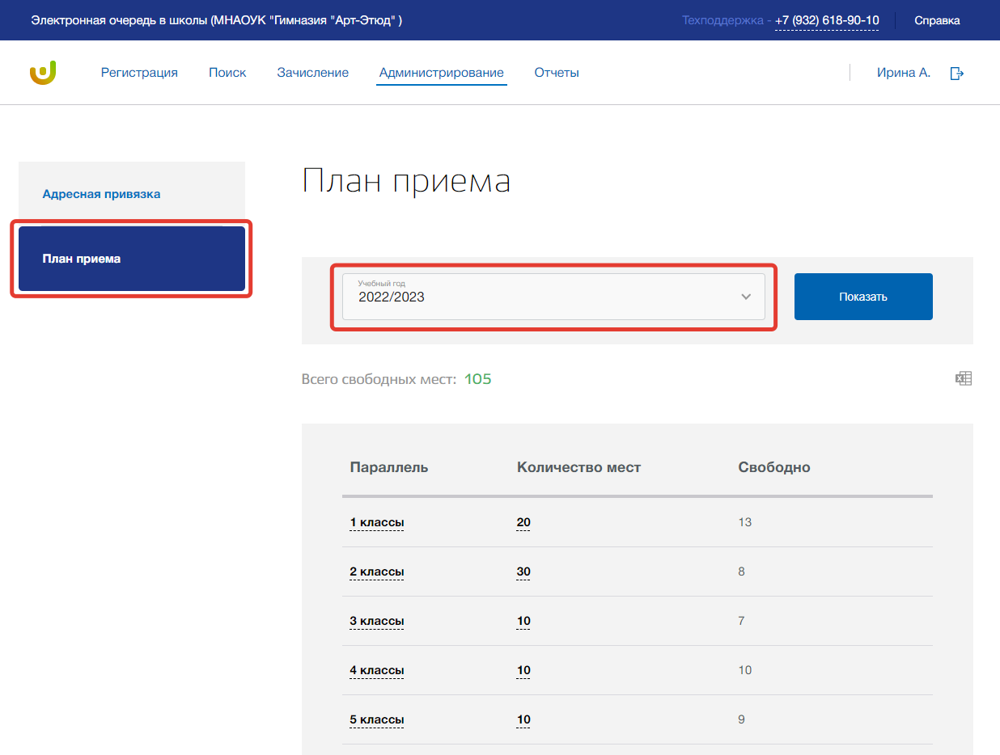 Электронная очередь в школы (МНАОУК "Гимназия "Арт-Этюд" )
Техподдержка - +7 (932) 618-90-10
Справка
Регистрация
Поиск
Зачисление
Администрирование
Отчеты
Ирина А.
Адресная привязка
План приема
План приема
Учебный год
2022/2023
Показать
Всего свободных мест: 105
Параллель Количество мест Свободно
1 классы 20 13
2 классы 30 8
3 классы 10 7
4 классы 10 10
5 классы 10 9